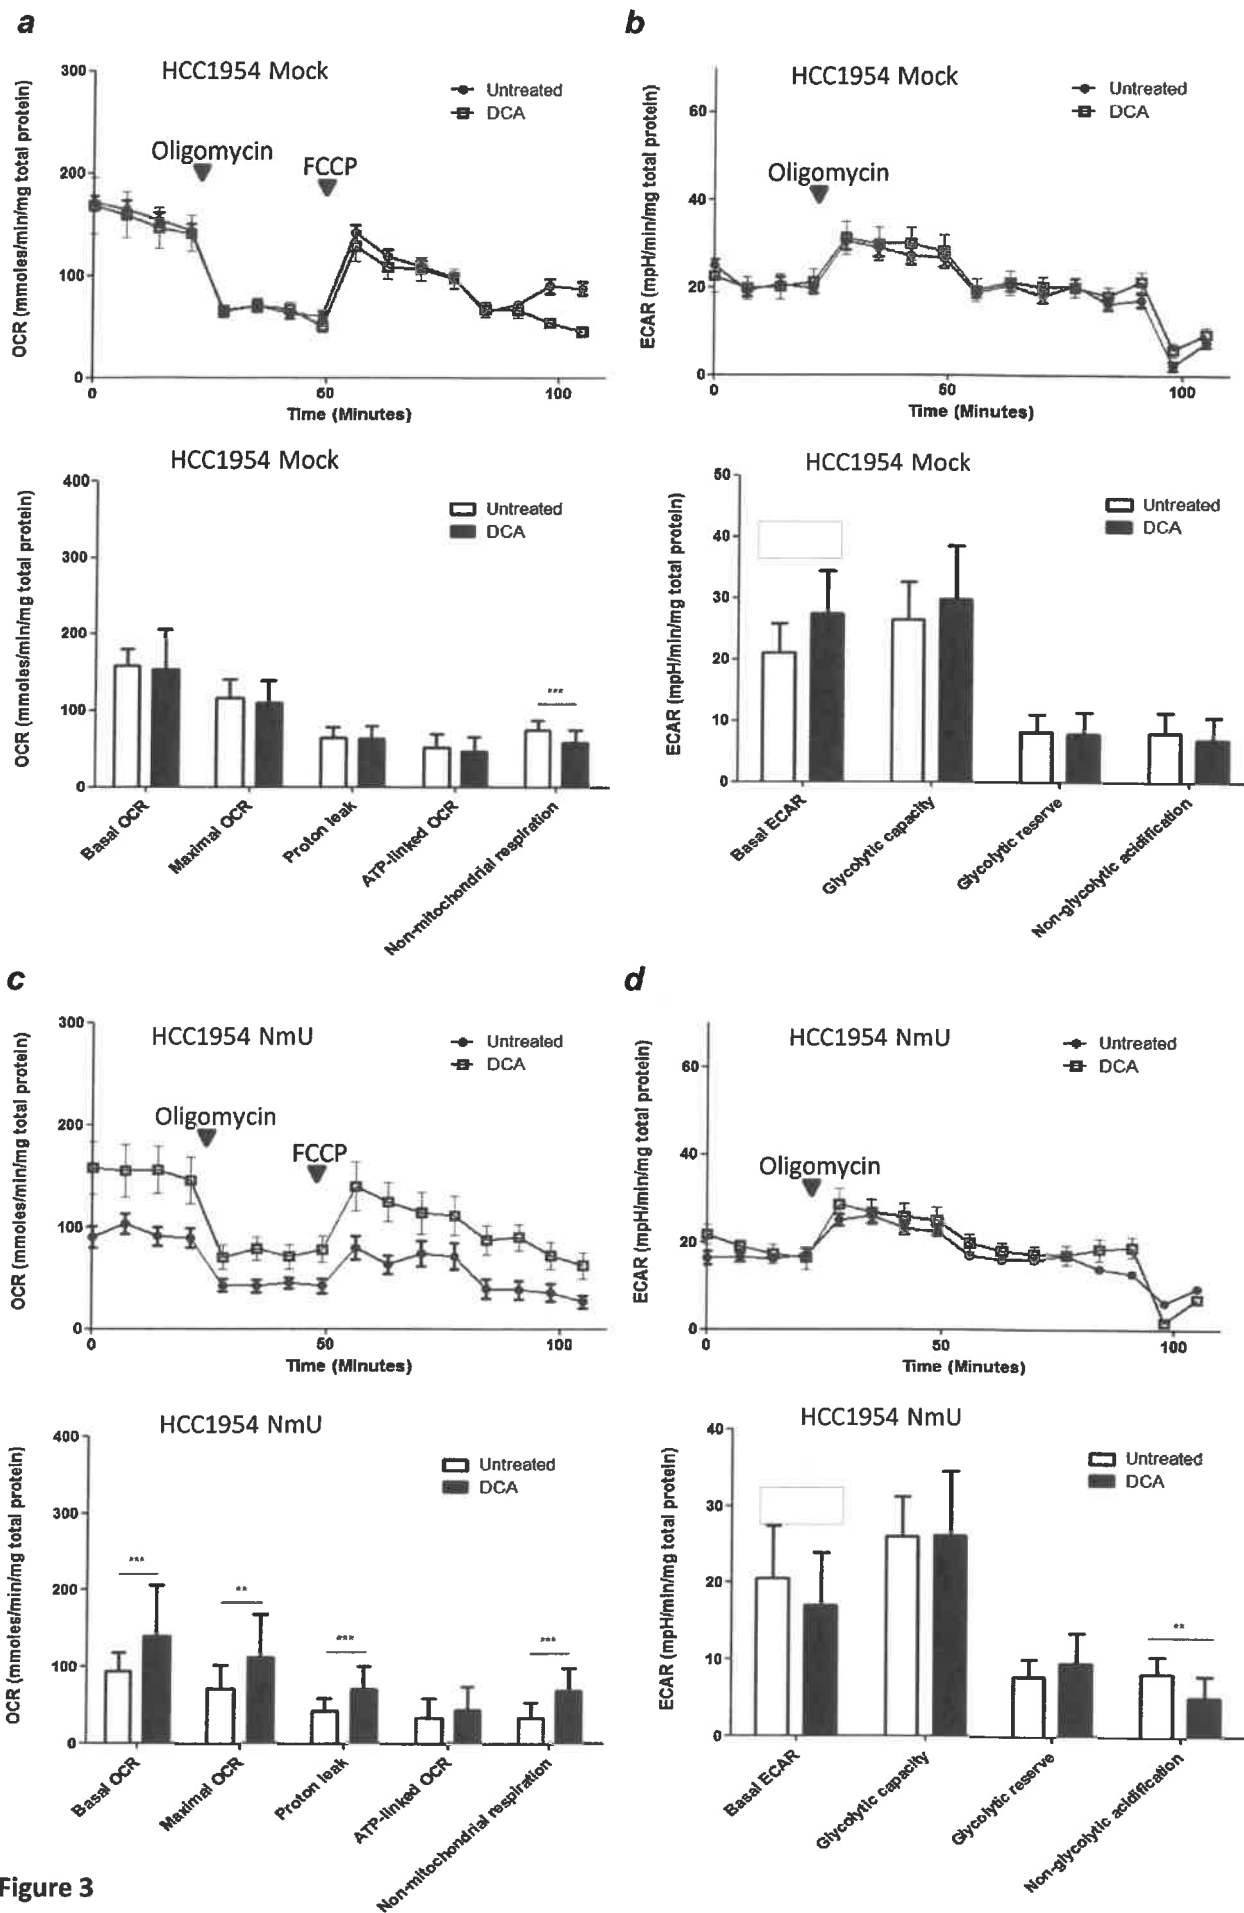 a
HCC1954 Mock
Untreated
DCA
Oligomycin
FCCP
OCR (mmoles/min/mg total protein)
300
200
100
0
0
50
100
Time (Minutes)
b
HCC1954 Mock
Untreated
DCA
Oligomycin
ECAR (mpH/min/mg total protein)
60
40
20
0
0
50
100
Time (Minutes)
HCC1954 Mock
Untreated
DCA
OCR (mmoles/min/mg total protein)
400
300
200
100
0
***
Basal OCR
Maximal OCR
Proton leak
ATP-linked OCR
Non-mitochondrial respiration
HCC1954 Mock
Untreated
DCA
ECAR (mpH/min/mg total protein)
50
40
30
20
10
0
Basal ECAR
Glycolytic capacity
Glycolytic reserve
Non-glycolytic acidification
c
HCC1954 NmU
Untreated
DCA
Oligomycin
FCCP
OCR (mmoles/min/mg total protein)
300
200
100
0
0
50
100
Time (Minutes)
d
HCC1954 NmU
Untreated
DCA
Oligomycin
ECAR (mpH/min/mg total protein)
60
40
20
0
0
50
100
Time (Minutes)
HCC1954 NmU
Untreated
DCA
OCR (mmoles/min/mg total protein)
400
300
200
100
0
***
**
***
***
Basal OCR
Maximal OCR
Proton leak
ATP-linked OCR
Non-mitochondrial respiration
HCC1954 NmU
Untreated
DCA
ECAR (mpH/min/mg total protein)
40
30
20
10
0
**
Basal ECAR
Glycolytic capacity
Glycolytic reserve
Non-glycolytic acidification
Figure 3